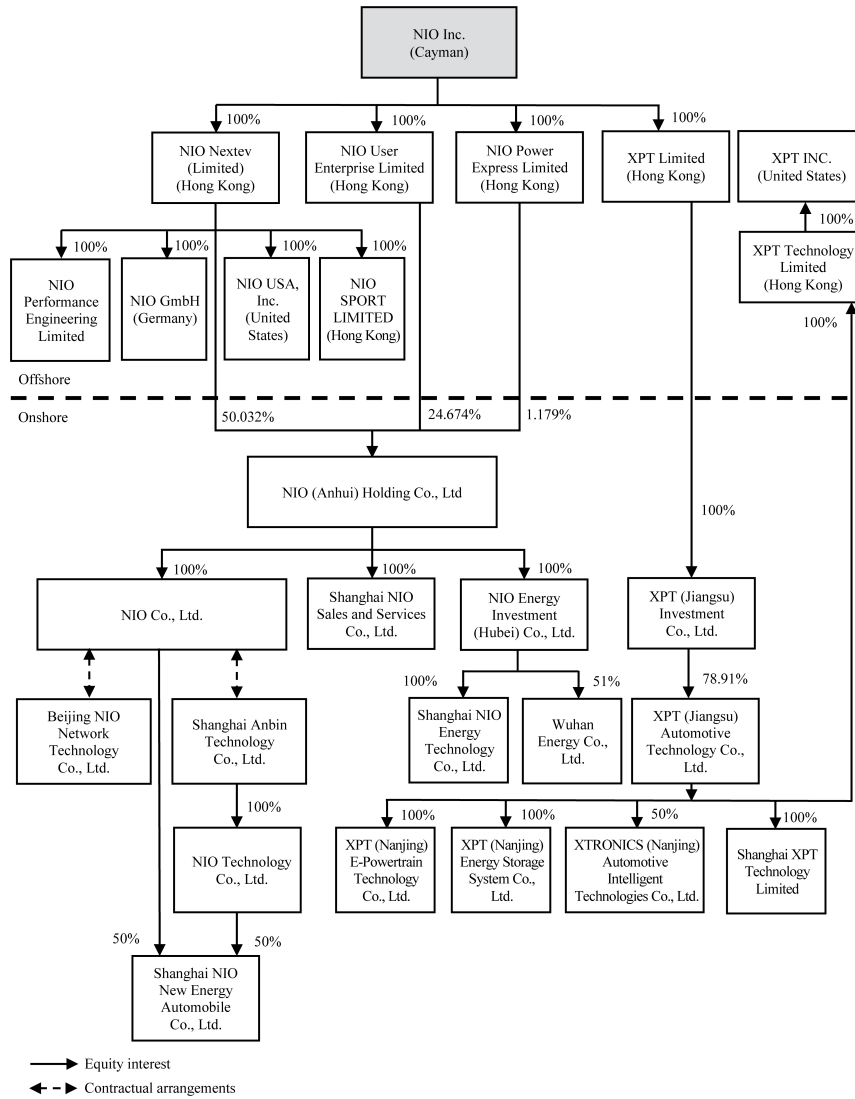 NIO Inc.
(Cayman)
100%
100%
100%
100%
NIO Nextev
(Limited)
(Hong Kong)
NIO User
Enterprise Limited
(Hong Kong)
NIO Power
Express Limited
(Hong Kong)
XPT Limited
(Hong Kong)
XPT INC.
(United States)
100%
XPT Technology
Limited
(Hong Kong)
100%
100%
100%
100%
100%
NIO
Performance
Engineering
Limited
NIO GmbH
(Germany)
NIO USA,
Inc.
(United
States)
NIO
SPORT
LIMITED
(Hong Kong)
Offshore
Onshore
50.032%
24.674%
1.179%
NIO (Anhui) Holding Co., Ltd
100%
100%
100%
100%
NIO Co., Ltd.
Shanghai NIO
Sales and Services
Co., Ltd.
NIO Energy
Investment
(Hubei) Co., Ltd.
XPT (Jiangsu)
Investment
Co., Ltd.
100%
51%
78.91%
Beijing NIO
Network
Technology
Co., Ltd.
Shanghai Anbin
Technology
Co., Ltd.
Shanghai NIO
Energy
Technology
Co., Ltd.
Wuhan
Energy Co.,
Ltd.
XPT (Jiangsu)
Automotive
Technology Co.,
Ltd.
100%
100%
100%
50%
100%
NIO Technology
Co., Ltd.
XPT (Nanjing)
E-Powertrain
Technology
Co., Ltd.
XPT (Nanjing)
Energy Storage
System Co.,
Ltd.
XTRONICS (Nanjing)
Automotive
Intelligent
Technologies Co., Ltd.
Shanghai XPT
Technology
Limited
50%
50%
Shanghai NIO
New Energy
Automobile
Co., Ltd.
Equity interest
Contractual arrangements